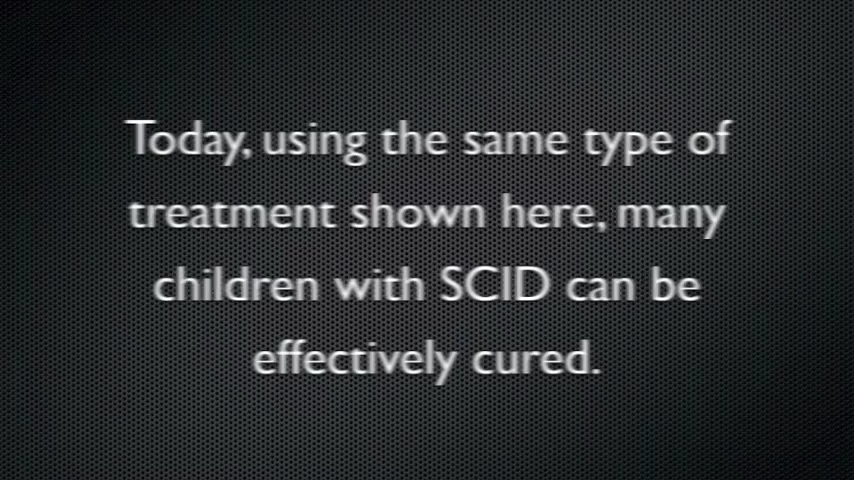 Today, using the same type of
treatment shown here, many
children with SCID can be
effectively cured.